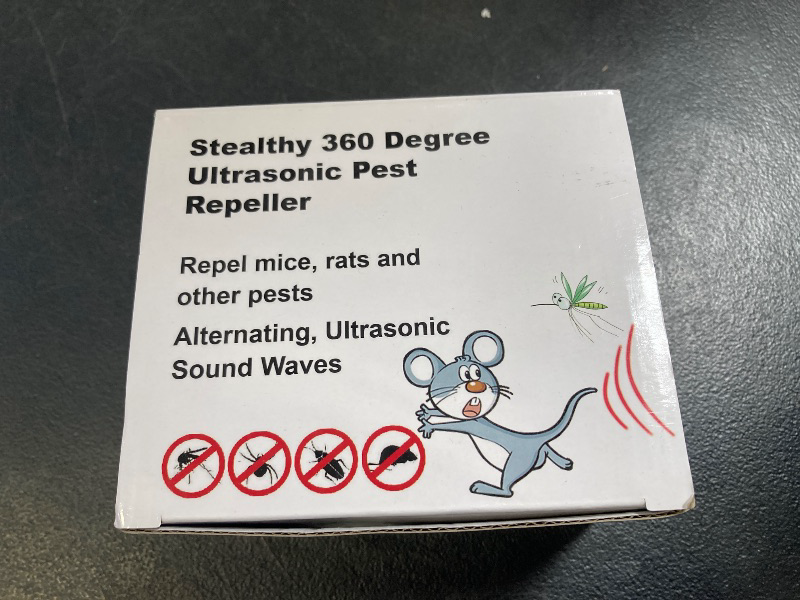 Stealthy 360 Degree
Ultrasonic Pest
Repeller
Repel mice, rats and
other pests
Alternating, Ultrasonic
Sound Waves